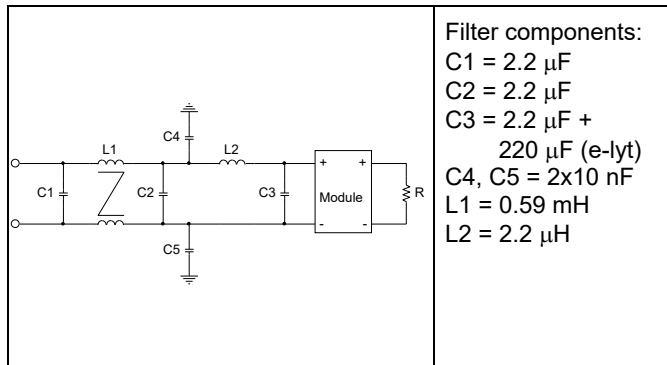 C4
L1
L2
C1
C2
C3
C5
+ +
Module
- -
R
Filter components:
C1 = 2.2 μF
C2 = 2.2 μF
C3 = 2.2 μF +
220 μF (e-lyt)
C4, C5 = 2x10 nF
L1 = 0.59 mH
L2 = 2.2 μH